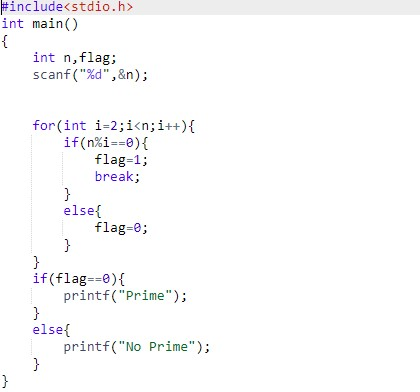 #include<stdio.h>
int main()
{
    int n,flag;
    scanf("%d",&n);
    for(int i=2;i<n;i++){
        if(n%i==0){
            flag=1;
            break;
        }
        else{
            flag=0;
        }
    }
    if(flag==0){
        printf("Prime");
    }
    else{
        printf("No Prime");
    }
}